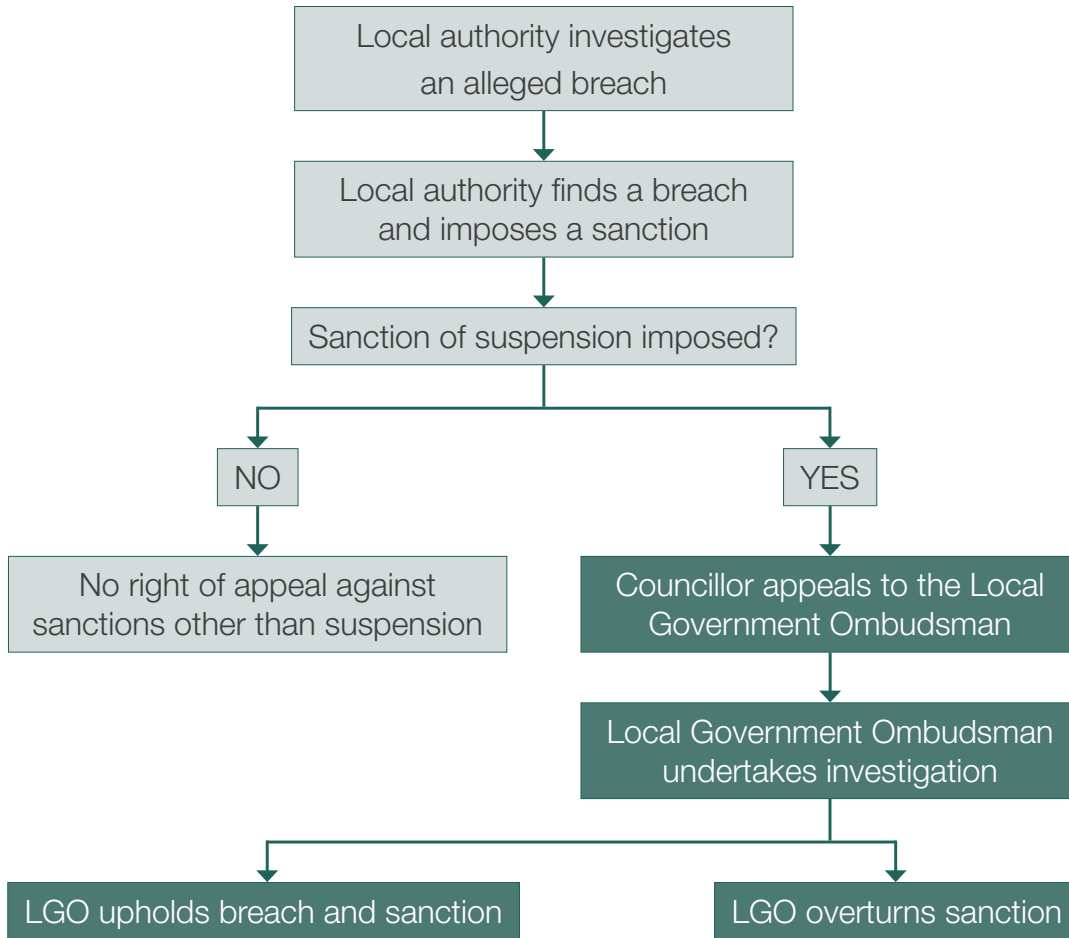 Local authority investigates
an alleged breach
Local authority finds a breach
and imposes a sanction
Sanction of suspension imposed?
NO
YES
No right of appeal against
sanctions other than suspension
Councillor appeals to the Local
Government Ombudsman
Local Government Ombudsman
undertakes investigation
LGO upholds breach and sanction
LGO overturns sanction